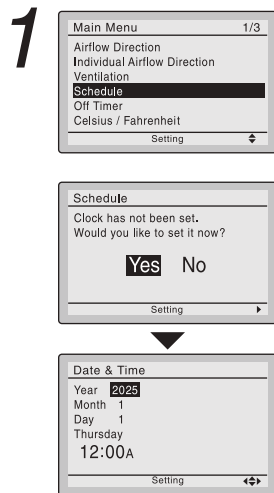 1
Main Menu 1/3
Airflow Direction
Individual Airflow Direction
Ventilation
Schedule
Off Timer
Celsius / Fahrenheit
Setting
Schedule
Clock has not been set.
Would you like to set it now?
Yes No
Setting
Date & Time
Year 2025
Month 1
Day 1
Thursday
12:00A
Setting